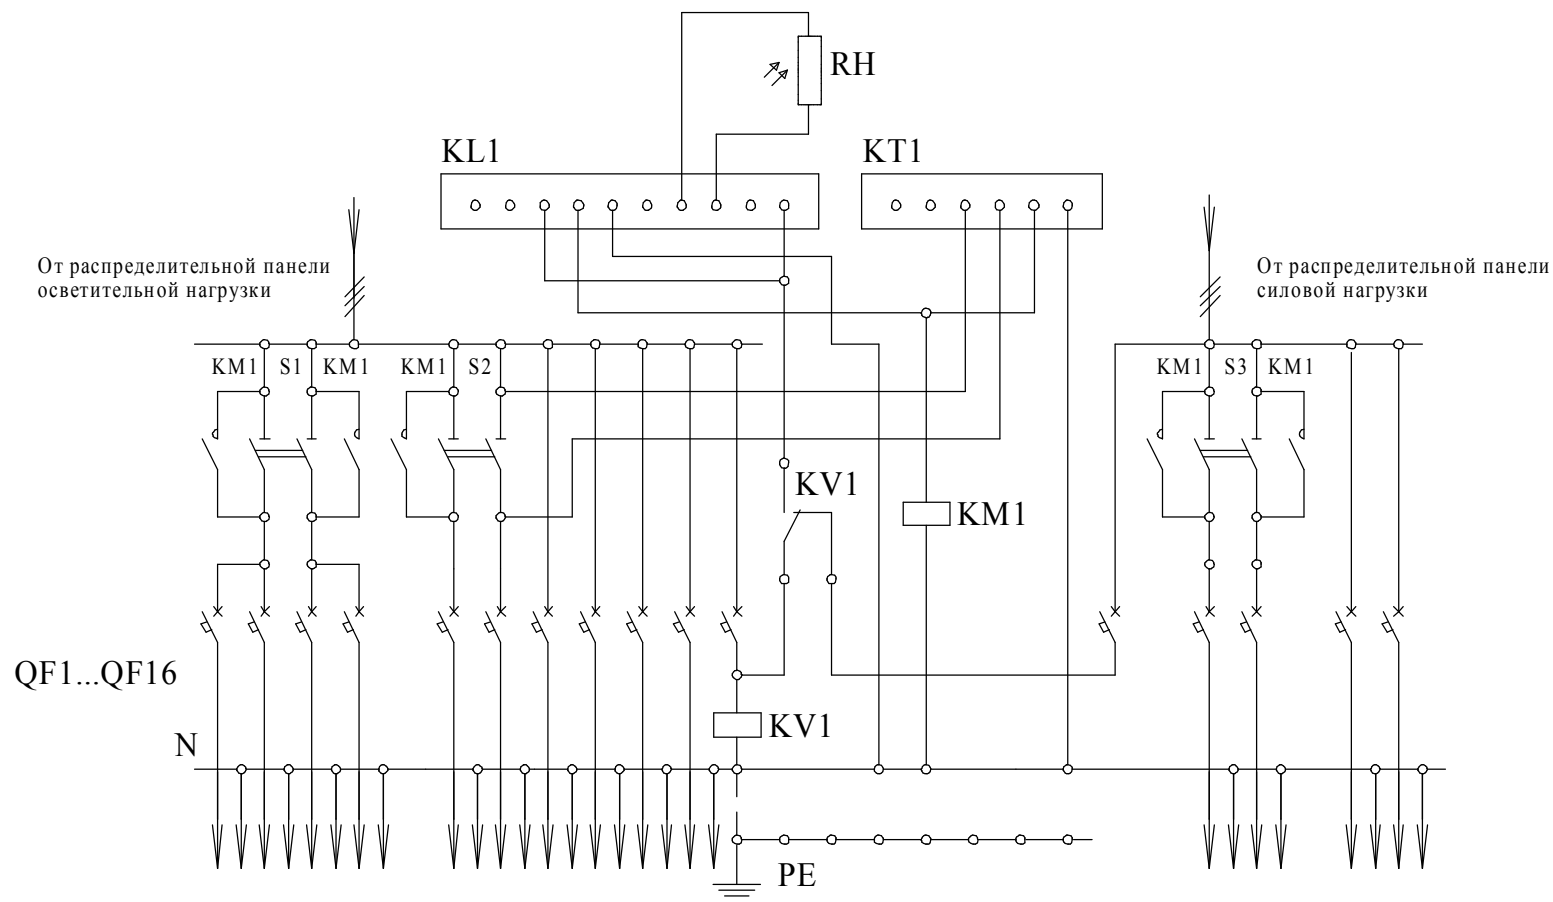 RH
KL1
KT1
От распределительной панели
осветительной нагрузки
От распределительной панели
силовой нагрузки
KM1
S1
KM1
KM1
S2
KM1
S3
KM1
KV1
KM1
QF1...QF16
KV1
N
PE